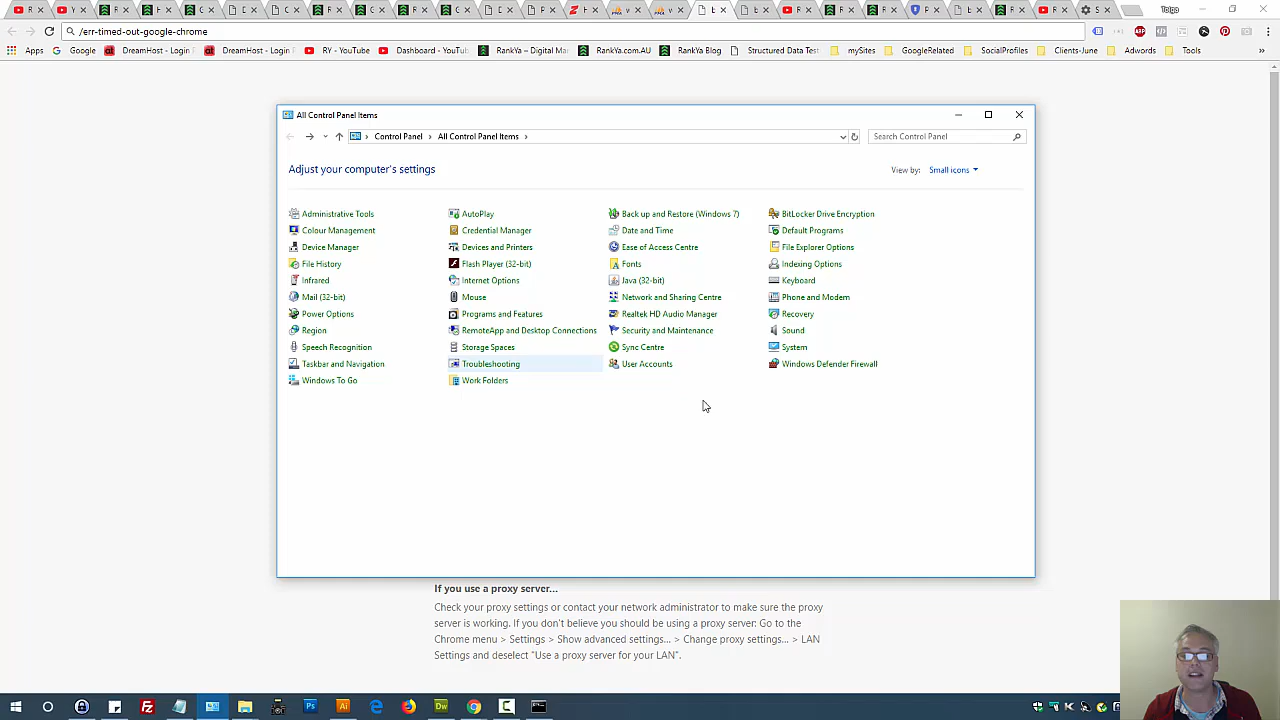 Tolga
/err-timed-out-google-chrome
Apps Google DreamHost - Login DreamHost - Login RY - YouTube Dashboard - YouTube RankYa – Digital Mar RankYa.com.AU RankYa Blog Structured Data Test mySites GoogleRelated SocialProfiles Clients-June Adwords Tools
All Control Panel Items
Control Panel All Control Panel Items
Search Control Panel
Adjust your computer's settings
View by: Small icons
Administrative Tools AutoPlay Back up and Restore (Windows 7) BitLocker Drive Encryption
Colour Management Credential Manager Date and Time Default Programs
Device Manager Devices and Printers Ease of Access Centre File Explorer Options
File History Flash Player (32-bit) Fonts Indexing Options
Infrared Internet Options Java (32-bit) Keyboard
Mail (32-bit) Mouse Network and Sharing Centre Phone and Modem
Power Options Programs and Features Realtek HD Audio Manager Recovery
Region RemoteApp and Desktop Connections Security and Maintenance Sound
Speech Recognition Storage Spaces Sync Centre System
Taskbar and Navigation Troubleshooting User Accounts Windows Defender Firewall
Windows To Go Work Folders
If you use a proxy server...
Check your proxy settings or contact your network administrator to make sure the proxy
server is working. If you don't believe you should be using a proxy server: Go to the
Chrome menu > Settings > Show advanced settings... > Change proxy settings... > LAN
Settings and deselect "Use a proxy server for your LAN".